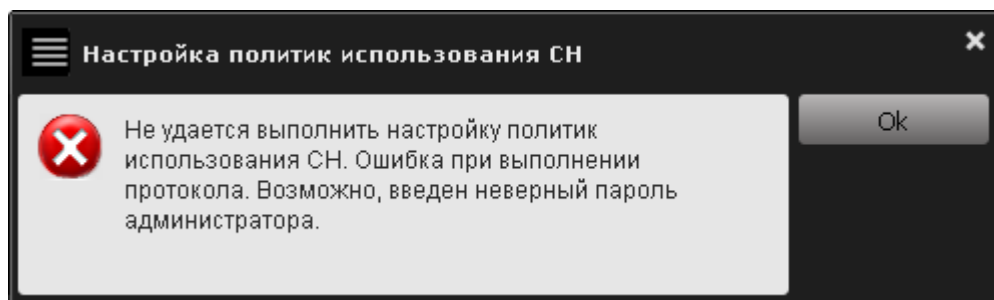 Настройка политик использования СН
Не удается выполнить настройку политик
использования СН. Ошибка при выполнении
протокола. Возможно, введен неверный пароль
администратора.
Ok